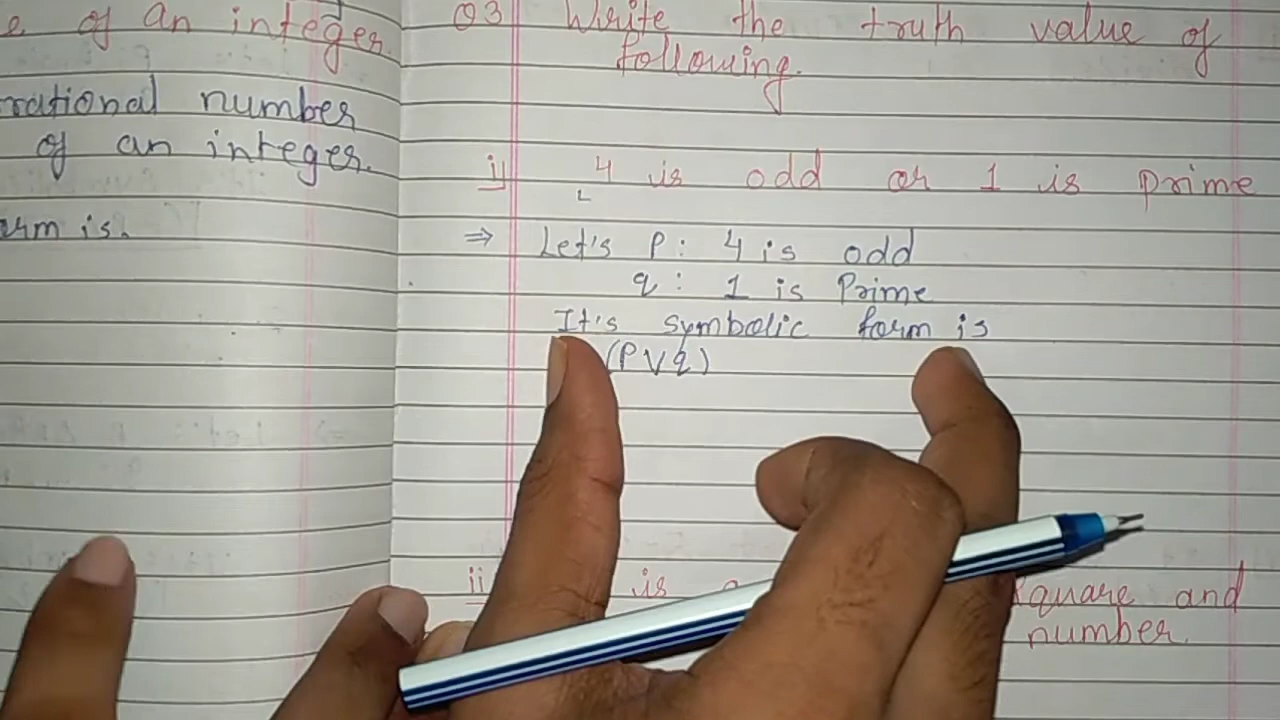 e of an integer.
rational number
of an integer.
erm is.
Q3 Write the truth value of
following.
i) 4 is odd or 1 is prime
⇒ Let's P: 4 is odd
q: 1 is Prime
It's symbolic form is
(P∨q)
ii is square and
number.